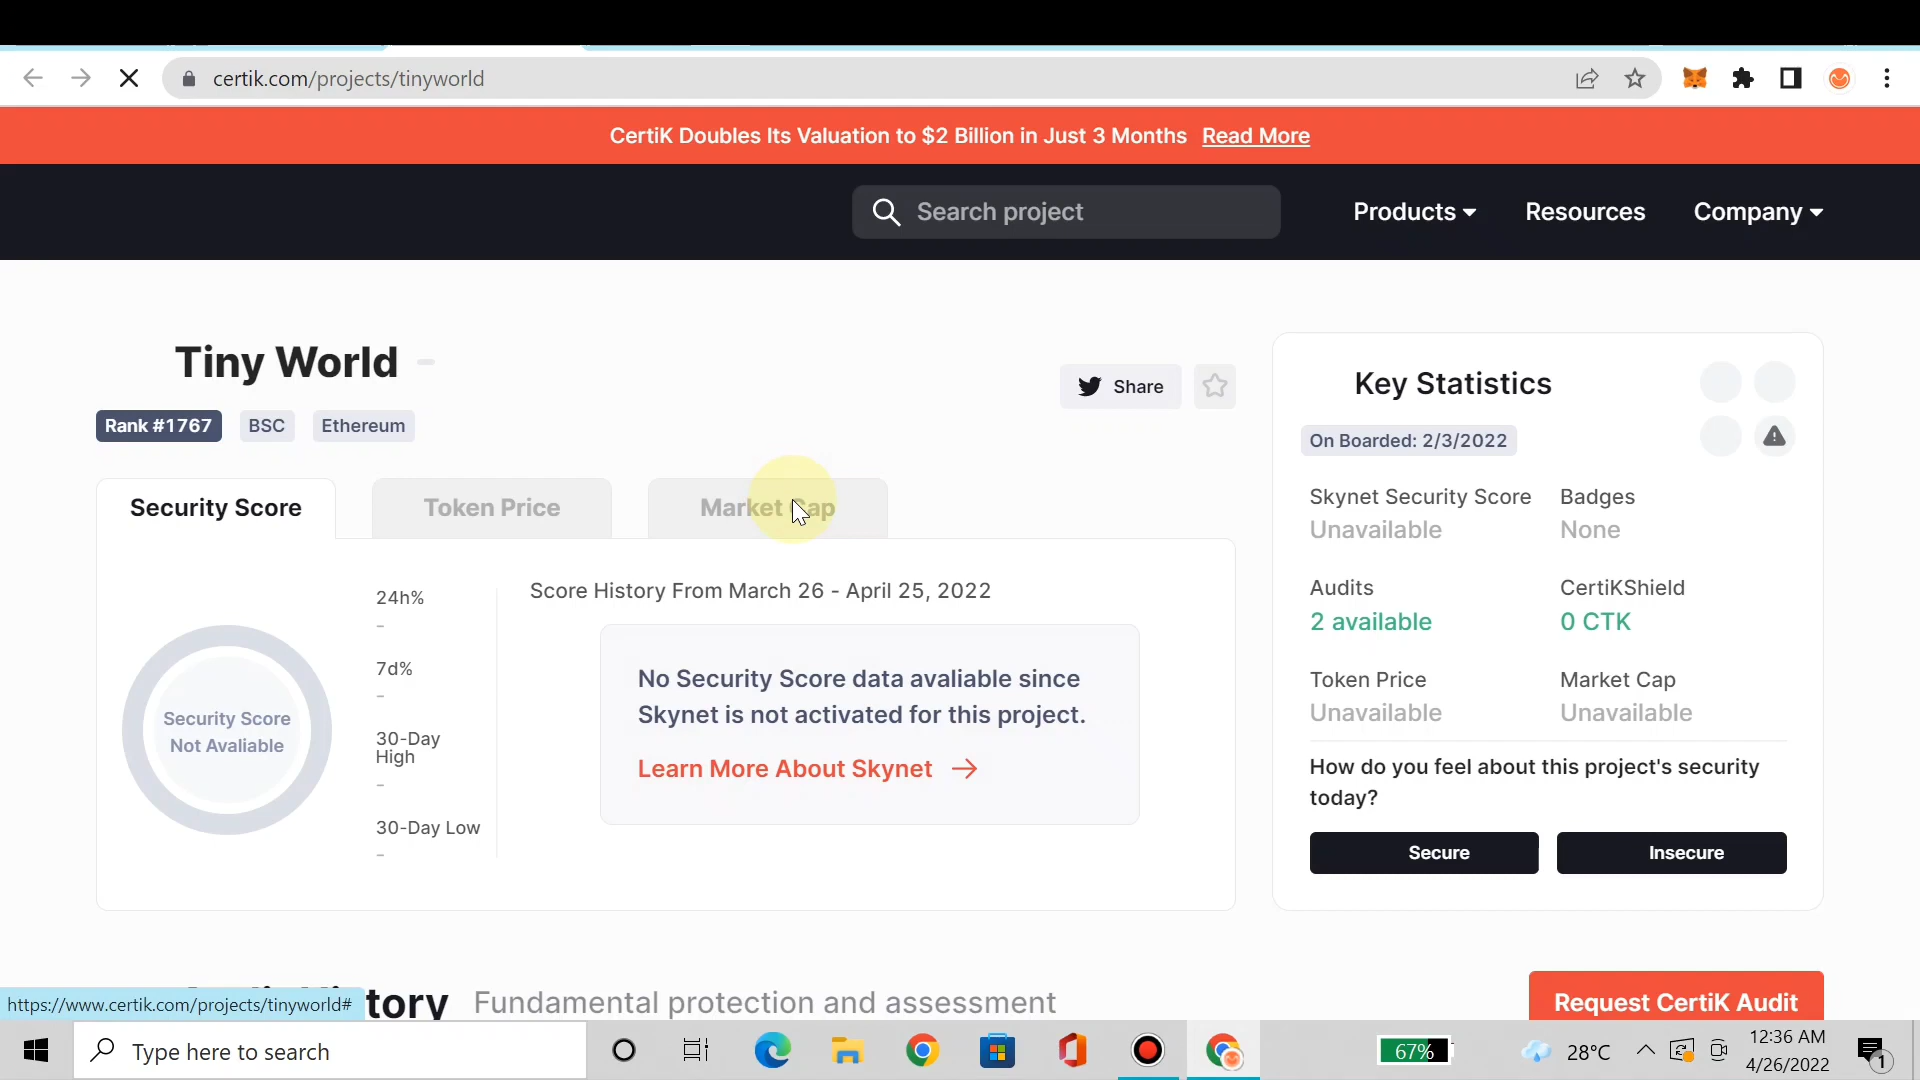 certik.com/projects/tinyworld
CertiK Doubles Its Valuation to $2 Billion in Just 3 Months Read More
Search project
Products
Resources
Company
Tiny World
Share
Rank #1767
BSC
Ethereum
Security Score
Token Price
Market Cap
24h%
-
7d%
-
30-Day
High
-
30-Day Low
-
Security Score
Not Avaliable
Score History From March 26 - April 25, 2022
No Security Score data avaliable since
Skynet is not activated for this project.
Learn More About Skynet
Key Statistics
On Boarded: 2/3/2022
Skynet Security Score
Unavailable
Badges
None
Audits
2 available
CertiKShield
0 CTK
Token Price
Unavailable
Market Cap
Unavailable
How do you feel about this project's security
today?
Secure
Insecure
tory
Fundamental protection and assessment
Request CertiK Audit
https://www.certik.com/projects/tinyworld#
Type here to search
67%
28°C
12:36 AM
4/26/2022
1